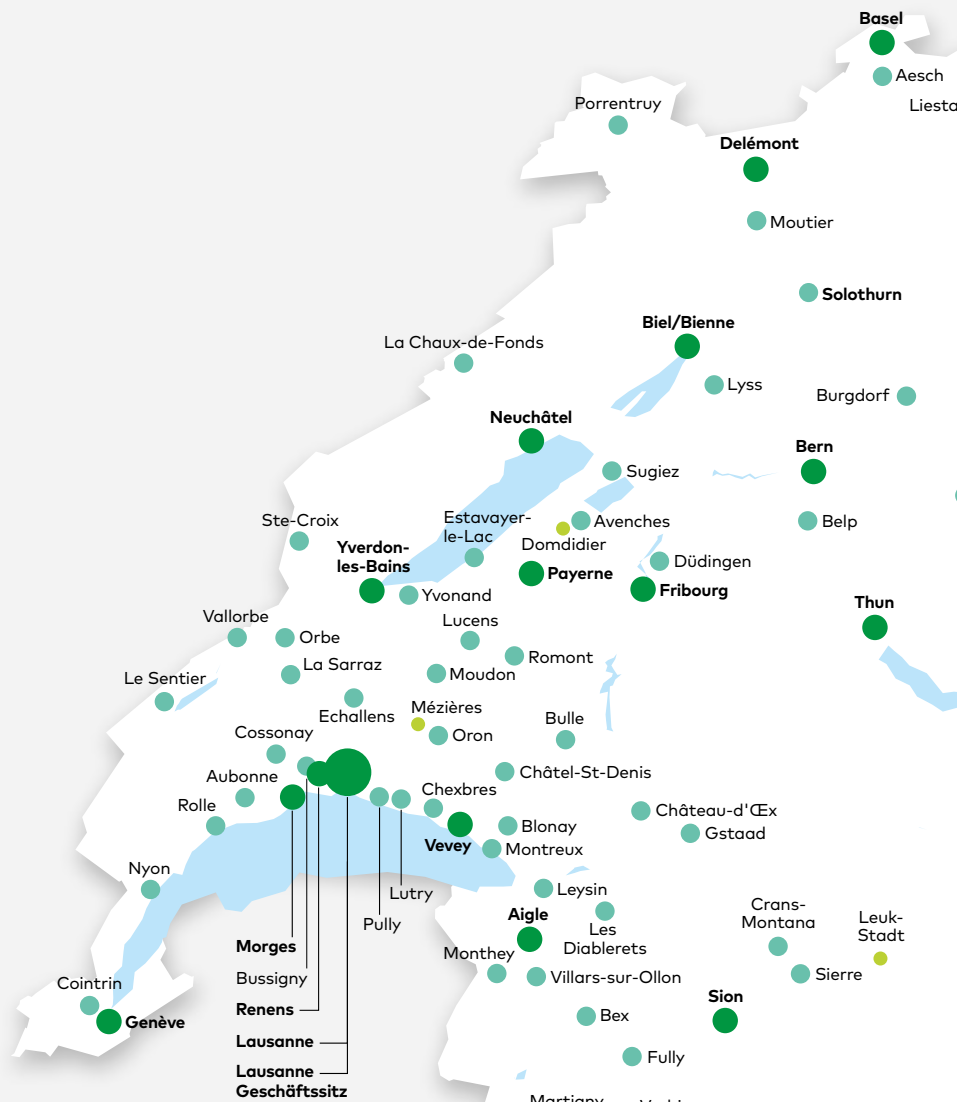 Basel
Aesch
Liesta
Porrentruy
Delémont
Moutier
Solothurn
Biel/Bienne
La Chaux-de-Fonds
Lyss
Burgdorf
Neuchâtel
Bern
Sugiez
Ste-Croix
Estavayer-
le-Lac
Avenches
Belp
Domdidier
Yverdon-
les-Bains
Payerne
Düdingen
Fribourg
Yvonand
Thun
Vallorbe
Orbe
Lucens
Romont
La Sarraz
Moudon
Le Sentier
Echallens
Mézières
Oron
Bulle
Cossonay
Châtel-St-Denis
Aubonne
Chexbres
Rolle
Château-d'Œx
Blonay
Gstaad
Vevey
Montreux
Nyon
Lutry
Leysin
Pully
Aigle
Les
Diablerets
Crans-
Montana
Leuk-
Stadt
Morges
Monthey
Bussigny
Villars-sur-Ollon
Sierre
Cointrin
Sion
Renens
Genève
Bex
Lausanne
Fully
Lausanne
Geschäftssitz
Martigny